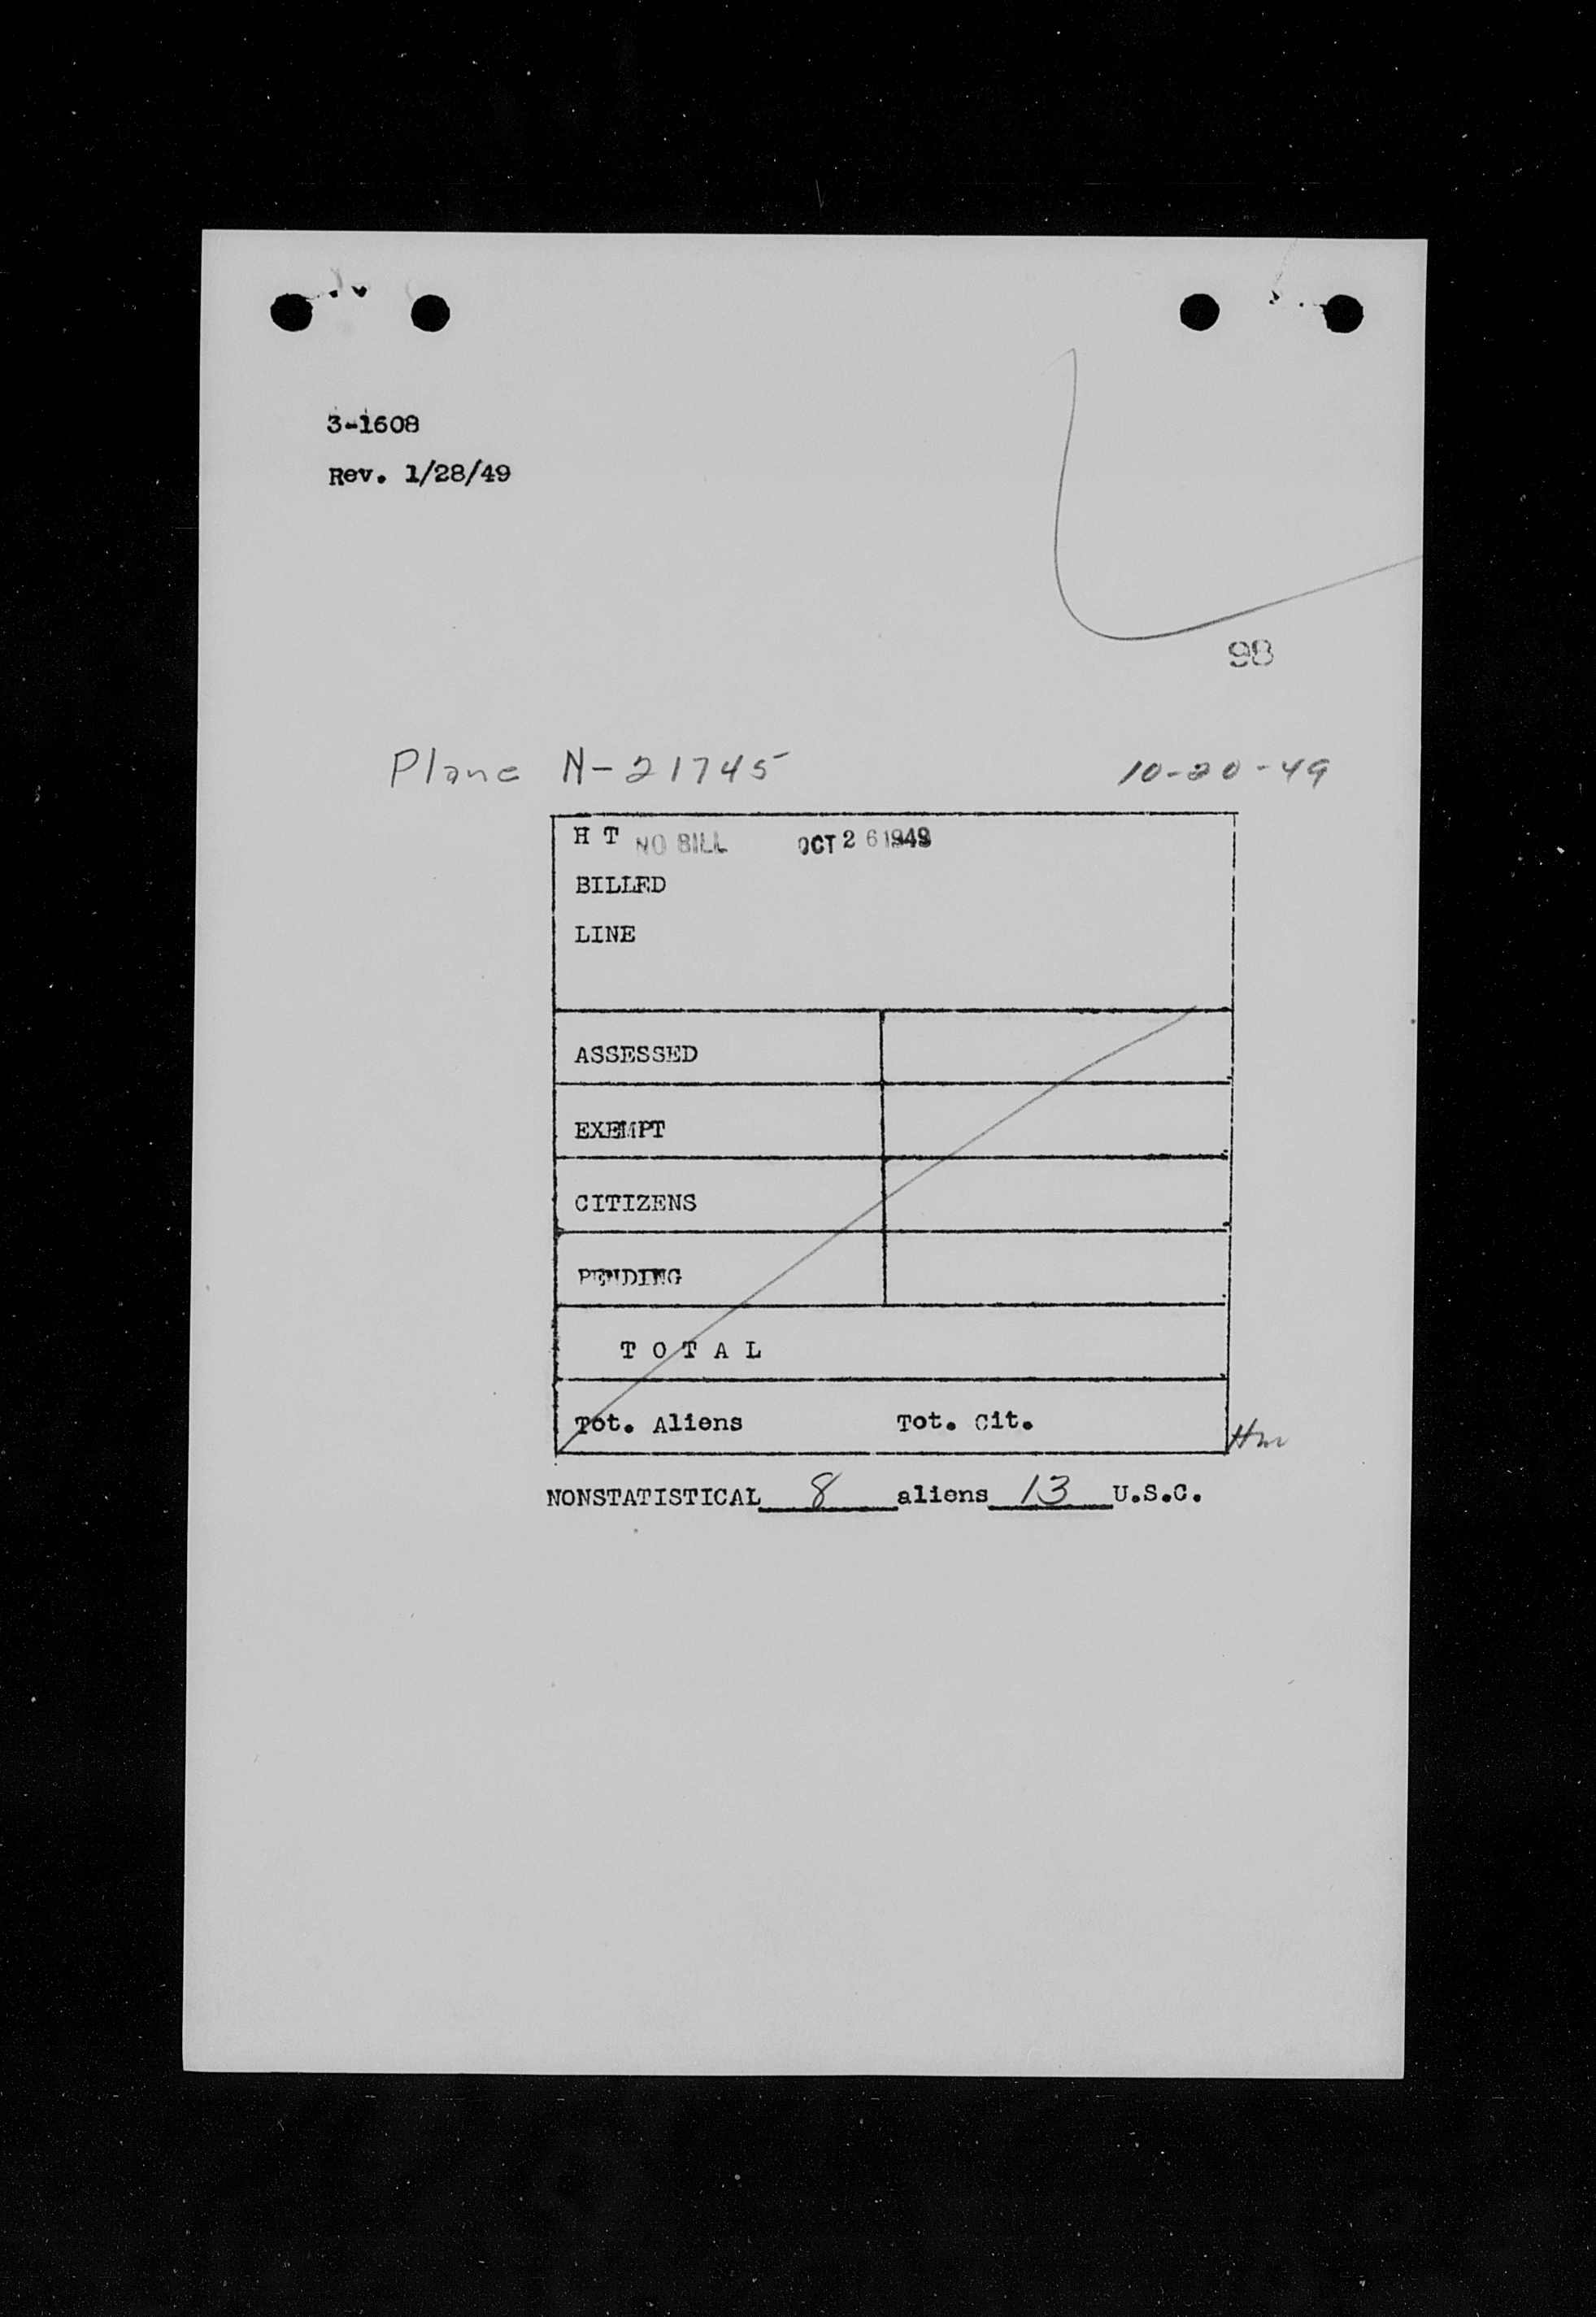 3-1608
Rev. 1/28/49
98
Plane N-21745 10-20-49
H T NO BILL OCT 26 1949
BILLED
LINE
ASSESSED
EXEMPT
CITIZENS
PENDING
T O T A L
Tot. Aliens Tot. Cit.
Hm
NONSTATISTICAL 8 aliens 13 U.S.C.